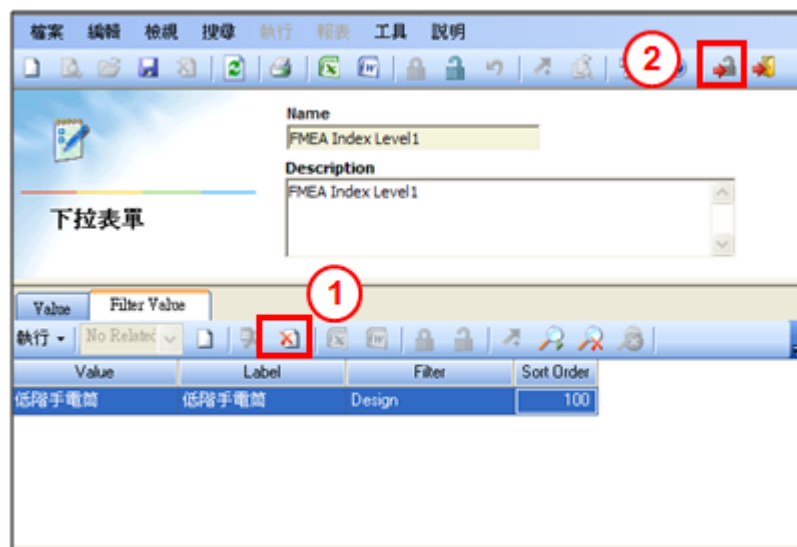 檔案 編輯 檢視 搜尋 執行 報表 工具 說明
2
Name
FMEA Index Level1
Description
FMEA Index Level1
下拉表單
1
Value Filter Value
執行 No Related
Value Label Filter Sort Order
低階手電筒 低階手電筒 Design 100